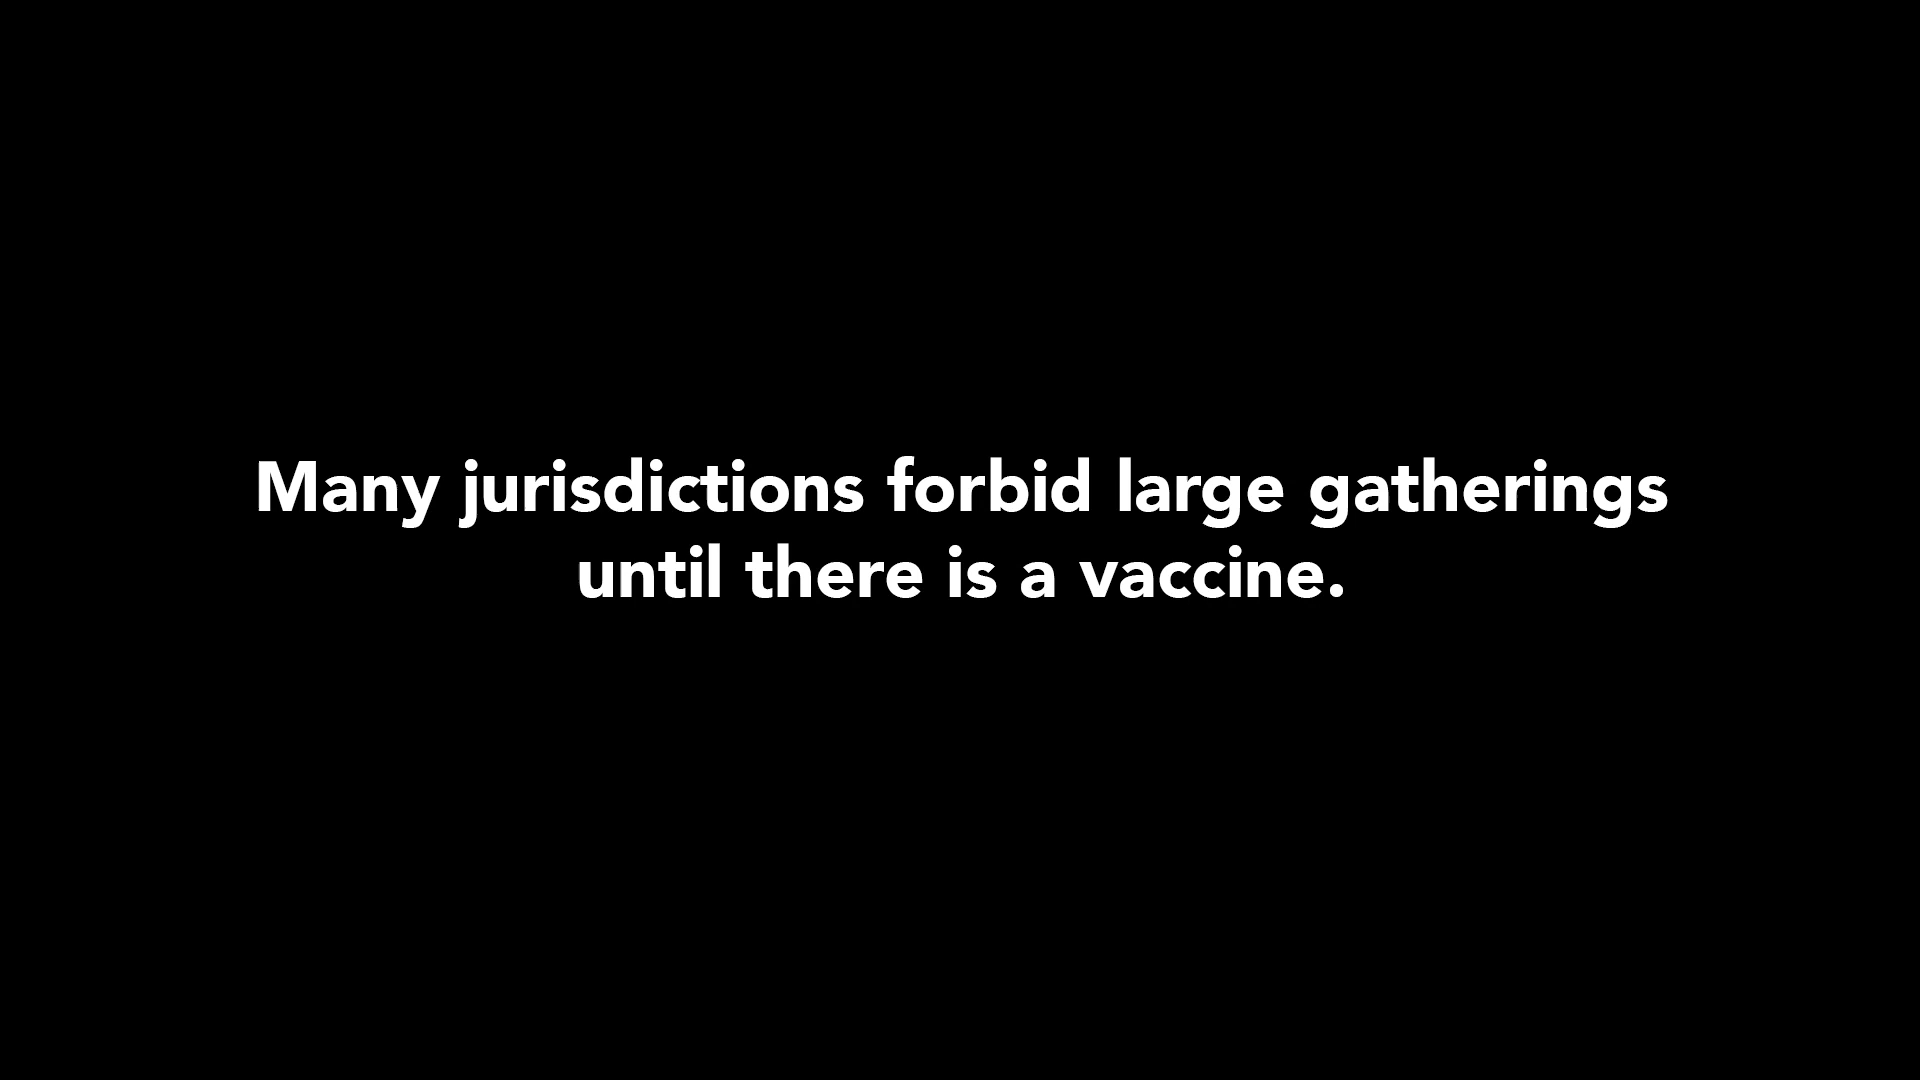 Many jurisdictions forbid large gatherings
until there is a vaccine.